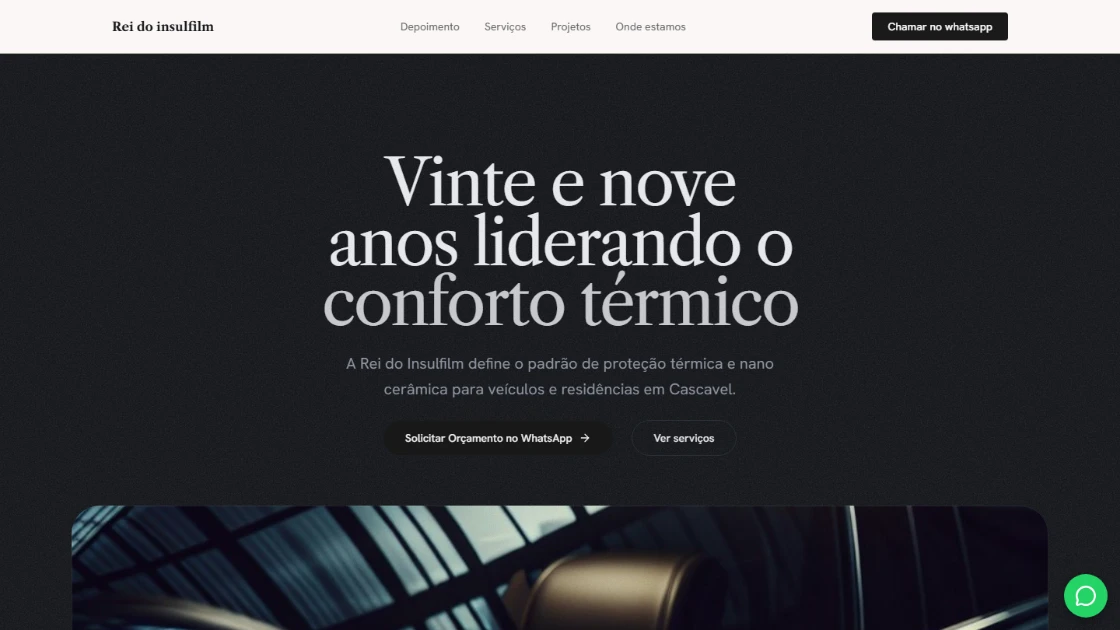 Rei do insulfilm
Depoimento
Serviços
Projetos
Onde estamos
Chamar no whatsapp
Vinte e nove
anos liderando o
conforto térmico
A Rei do Insulfilm define o padrão de proteção térmica e nano
cerâmica para veículos e residências em Cascavel.
Solicitar Orçamento no WhatsApp →
Ver serviços